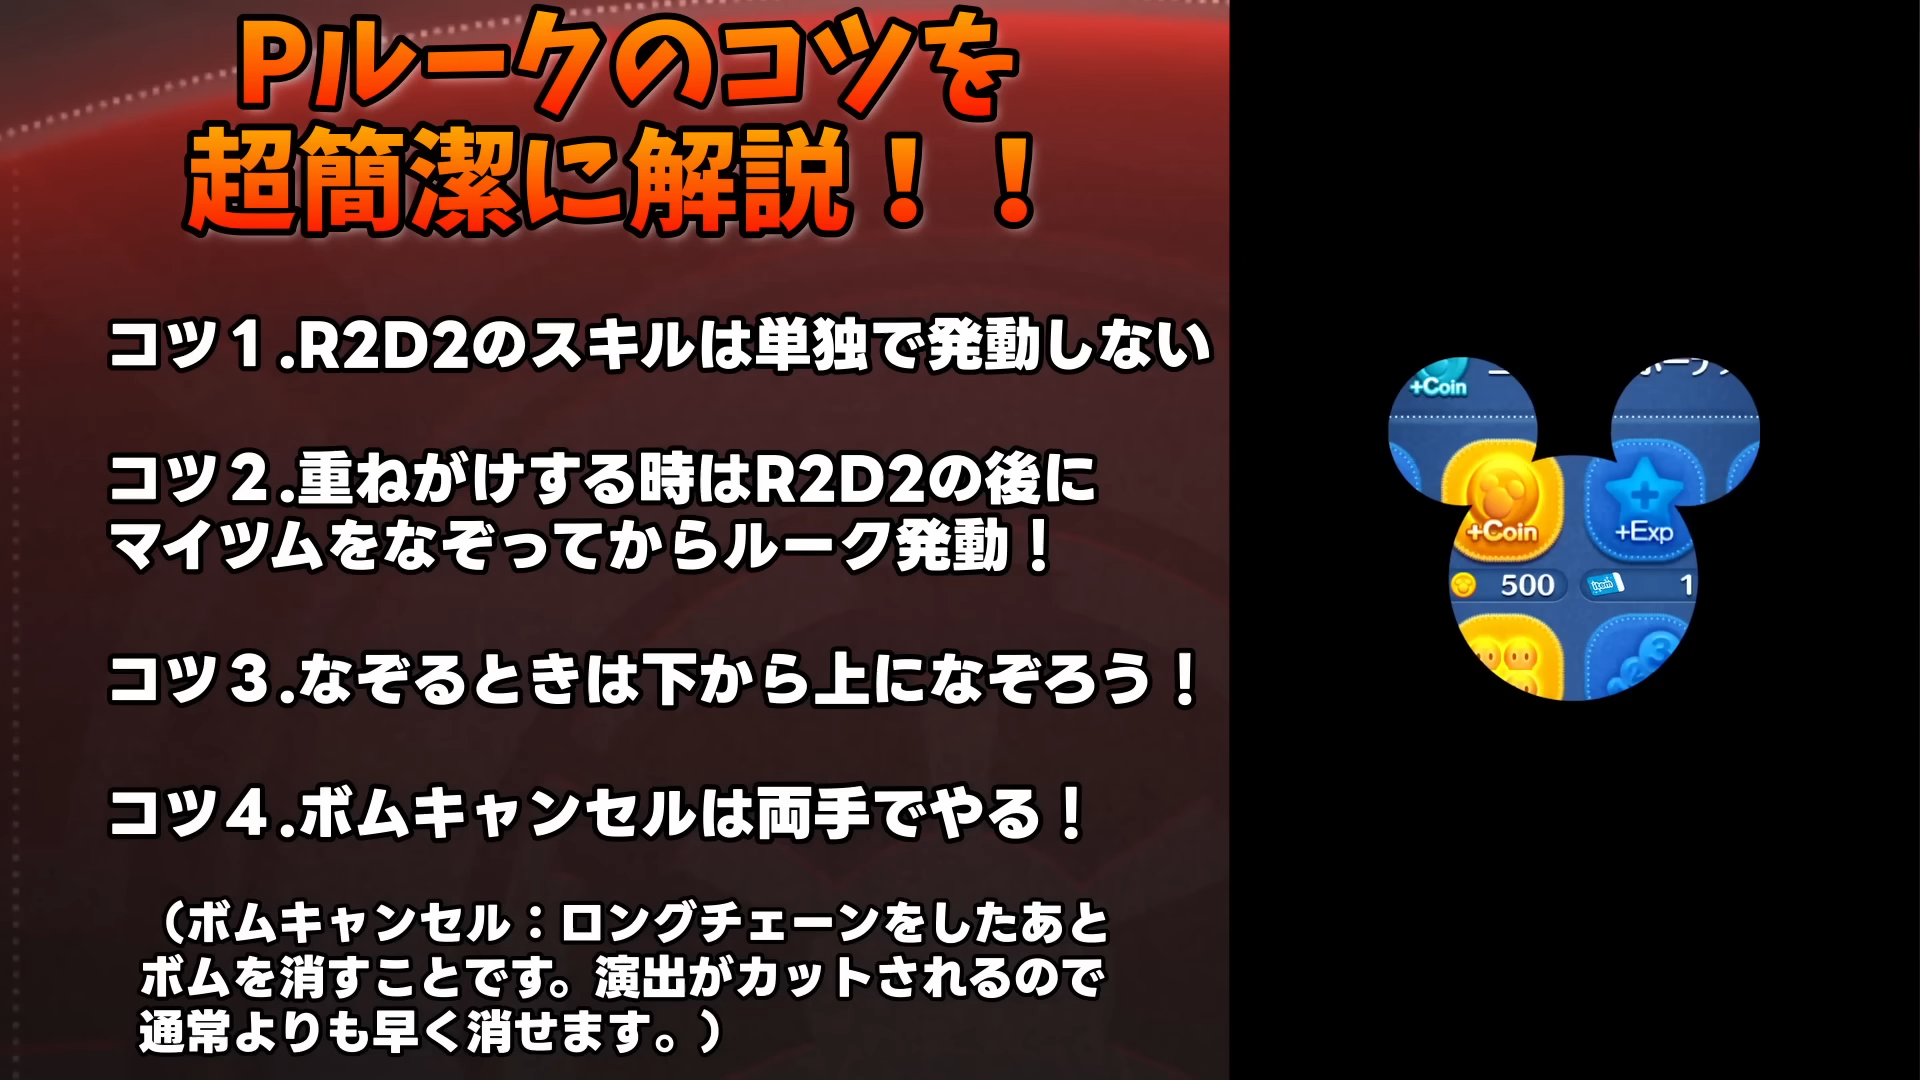 Pルークのコツを
超簡潔に解説！！
コツ１.R2D2のスキルは単独で発動しない
コツ２.重ねがけする時はR2D2の後に
マイツムをなぞってからルーク発動！
コツ３.なぞるときは下から上になぞろう！
コツ４.ボムキャンセルは両手でやる！
（ボムキャンセル：ロングチェーンをしたあと
ボムを消すことです。演出がカットされるので
通常よりも早く消せます。）
+Coin
+Coin +Exp
500 item 1